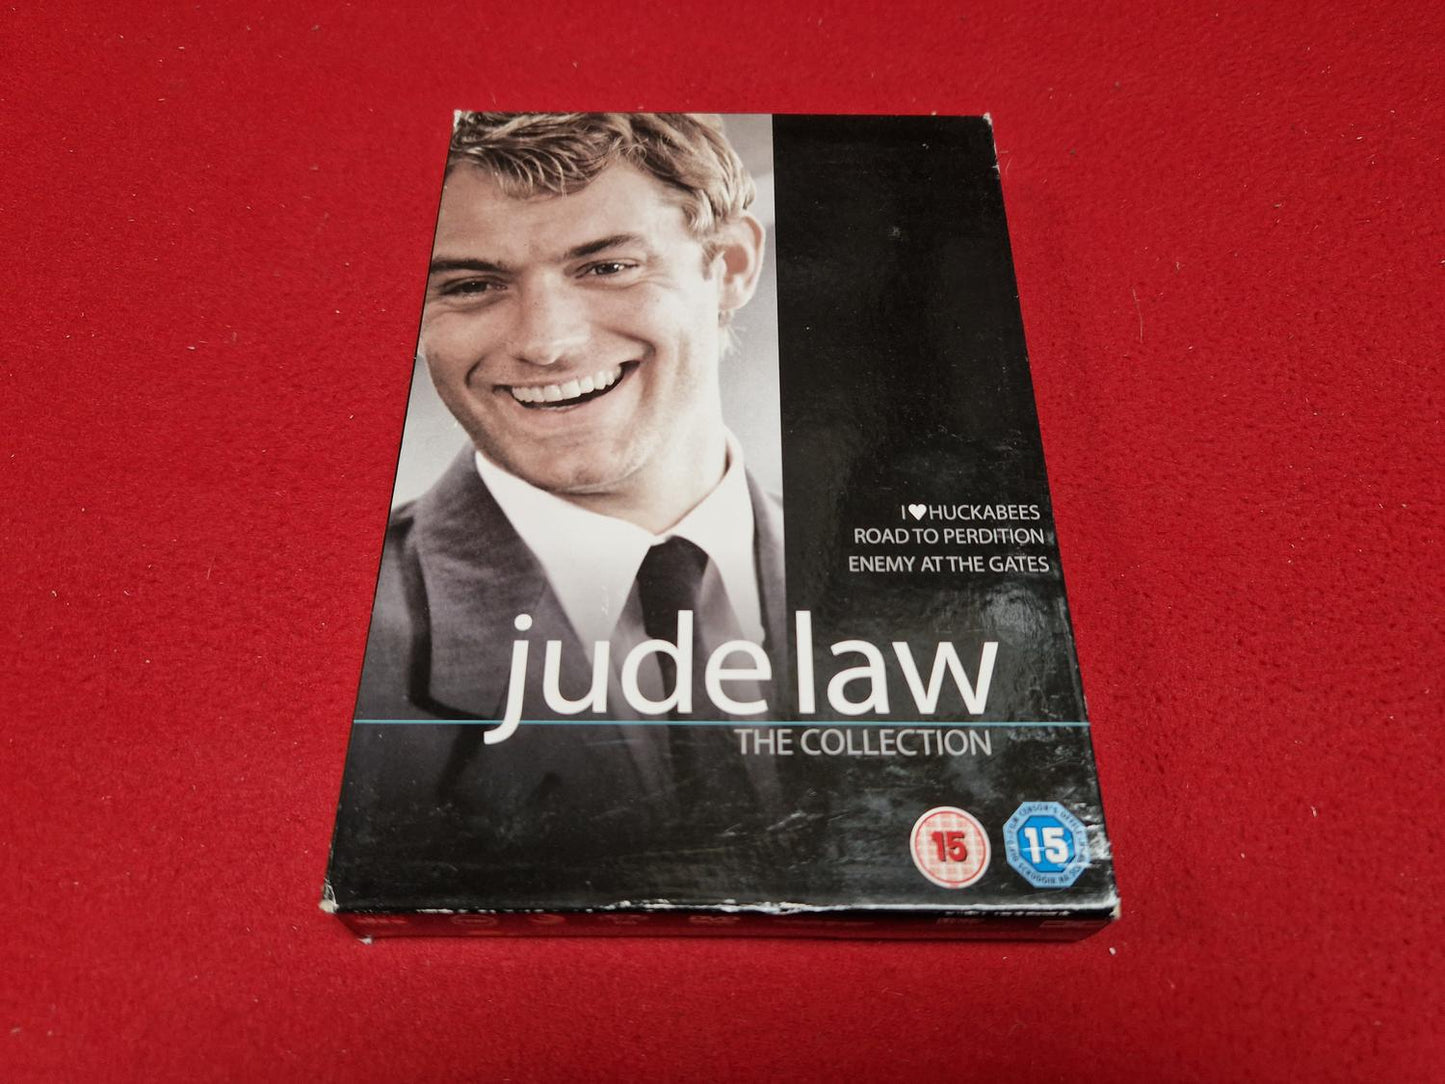 I ♥ HUCKABEES
ROAD TO PERDITION
ENEMY AT THE GATES
jude law
THE COLLECTION
15
15